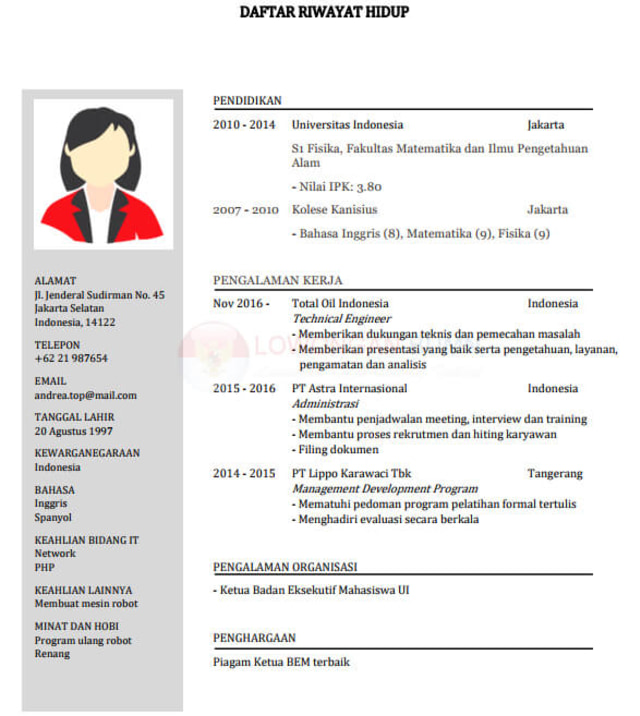 DAFTAR RIWAYAT HIDUP
ALAMAT
Jl. Jenderal Sudirman No. 45
Jakarta Selatan
Indonesia, 14122
TELEPON
+62 21 987654
EMAIL
andrea.top@mail.com
TANGGAL LAHIR
20 Agustus 1997
KEWARGANEGARAAN
Indonesia
BAHASA
Inggris
Spanyol
KEAHLIAN BIDANG IT
Network
PHP
KEAHLIAN LAINNYA
Membuat mesin robot
MINAT DAN HOBI
Program ulang robot
Renang
PENDIDIKAN
2010 - 2014 Universitas Indonesia Jakarta
S1 Fisika, Fakultas Matematika dan Ilmu Pengetahuan
Alam
- Nilai IPK: 3.80
2007 - 2010 Kolese Kanisius Jakarta
- Bahasa Inggris (8), Matematika (9), Fisika (9)
PENGALAMAN KERJA
Nov 2016 - Total Oil Indonesia Indonesia
Technical Engineer
- Memberikan dukungan teknis dan pemecahan masalah
- Memberikan presentasi yang baik serta pengetahuan, layanan,
pengamatan dan analisis
2015 - 2016 PT Astra Internasional Indonesia
Administrasi
- Membantu penjadwalan meeting, interview dan training
- Membantu proses rekrutmen dan hiting karyawan
- Filing dokumen
2014 - 2015 PT Lippo Karawaci Tbk Tangerang
Management Development Program
- Mematuhi pedoman program pelatihan formal tertulis
- Menghadiri evaluasi secara berkala
PENGALAMAN ORGANISASI
- Ketua Badan Eksekutif Mahasiswa UI
PENGHARGAAN
Piagam Ketua BEM terbaik